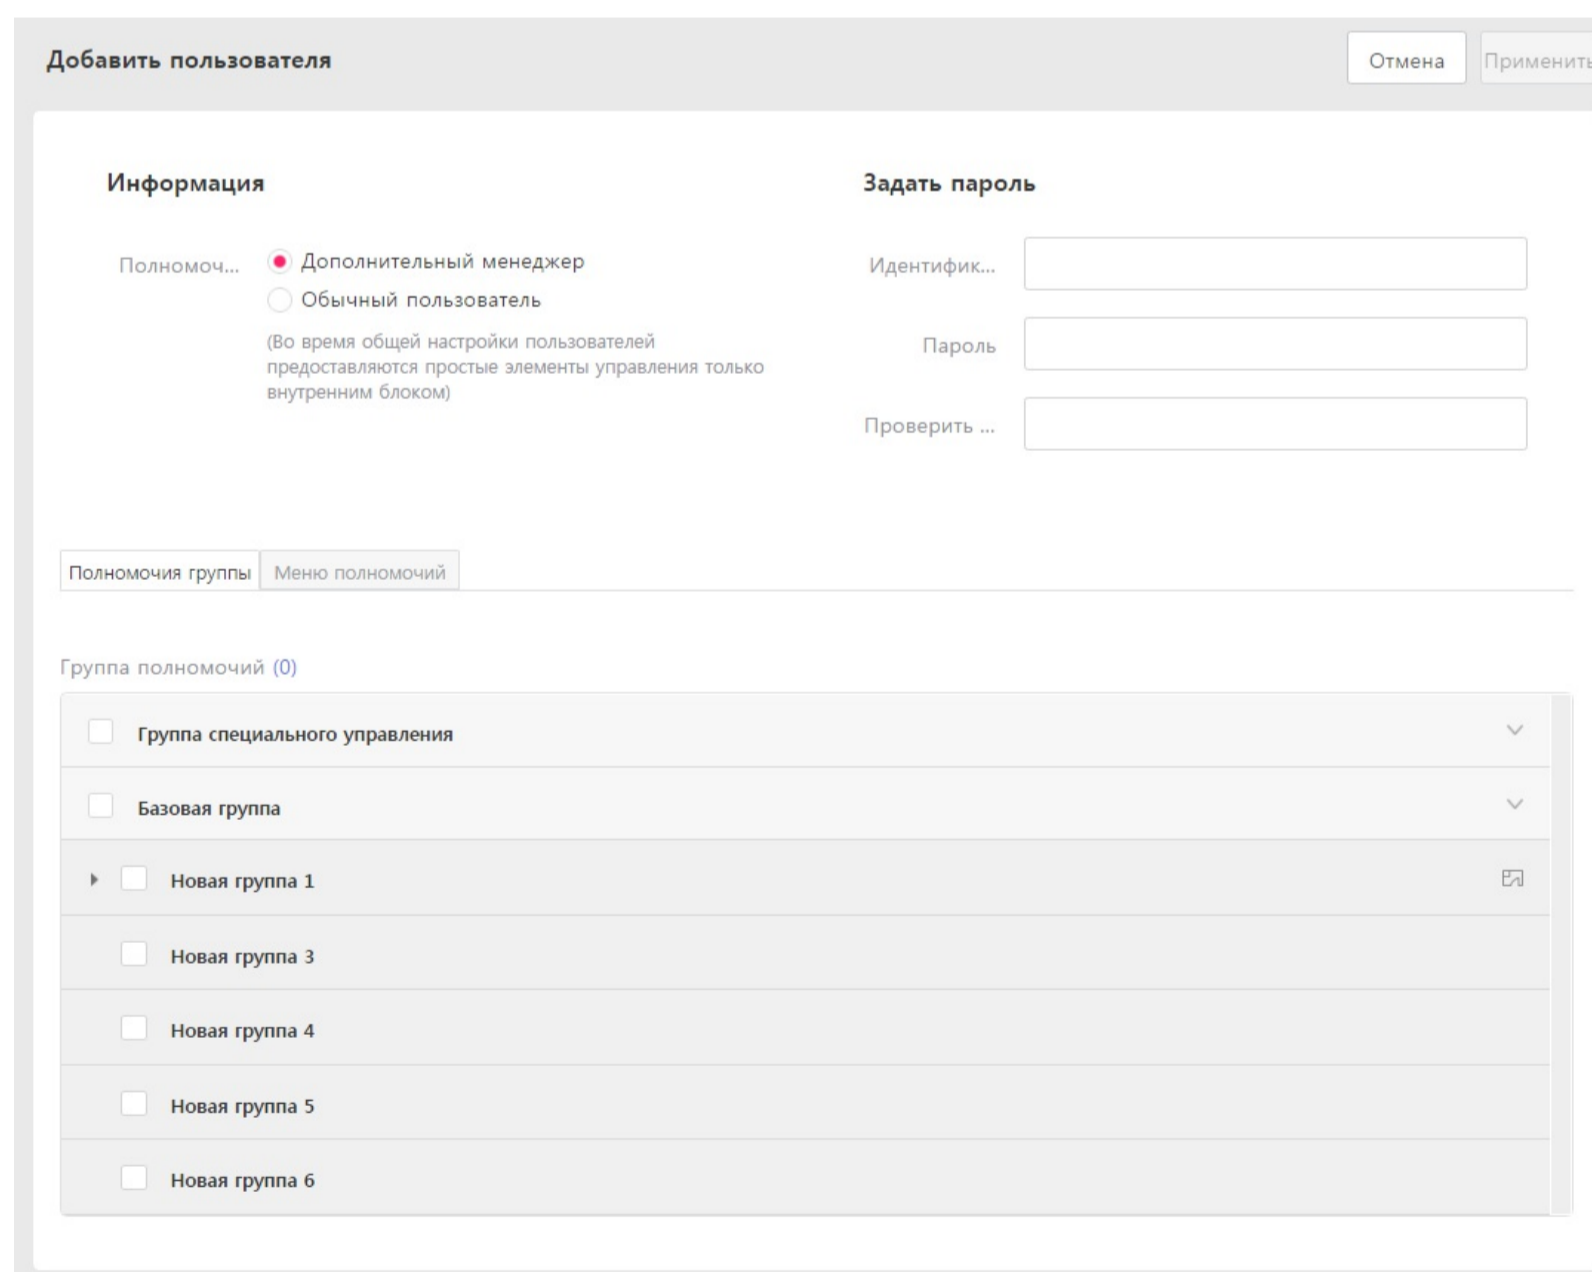 Добавить пользователя
Отмена
Применить
Информация
Полномоч...
Дополнительный менеджер
Обычный пользователь
(Во время общей настройки пользователей
предоставляются простые элементы управления только
внутренним блоком)
Задать пароль
Идентифик...
Пароль
Проверить ...
Полномочия группы
Меню полномочий
Группа полномочий (0)
Группа специального управления
Базовая группа
Новая группа 1
Новая группа 3
Новая группа 4
Новая группа 5
Новая группа 6